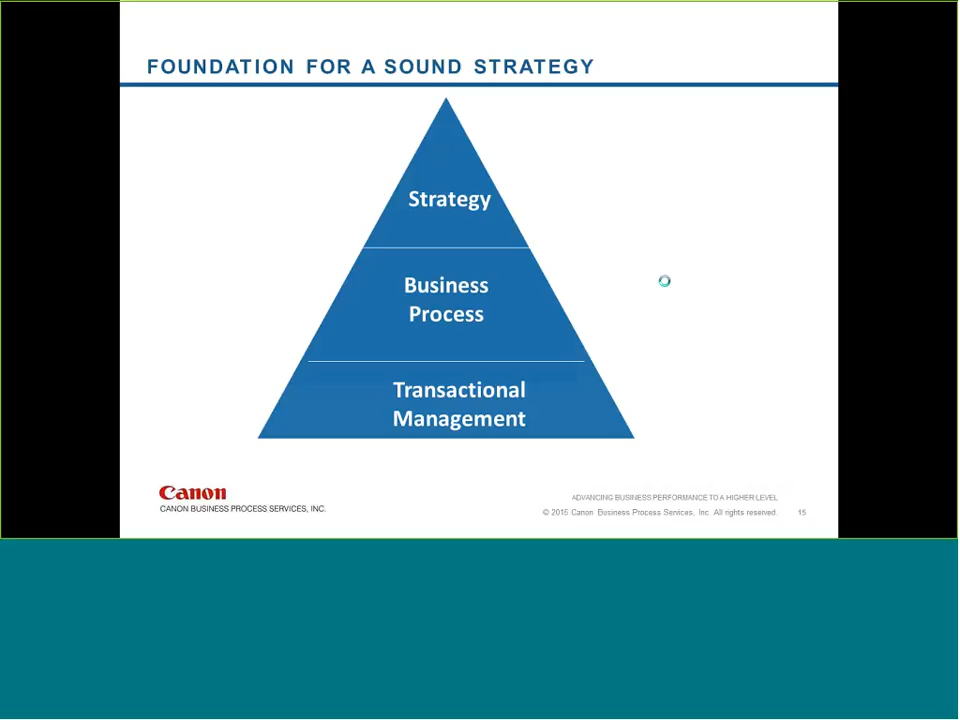 FOUNDATION FOR A SOUND STRATEGY
Strategy
Business
Process
Transactional
Management
Canon
CANON BUSINESS PROCESS SERVICES, INC.
ADVANCING BUSINESS PERFORMANCE TO A HIGHER LEVEL
© 2015 Canon Business Process Services, Inc. All rights reserved. 15